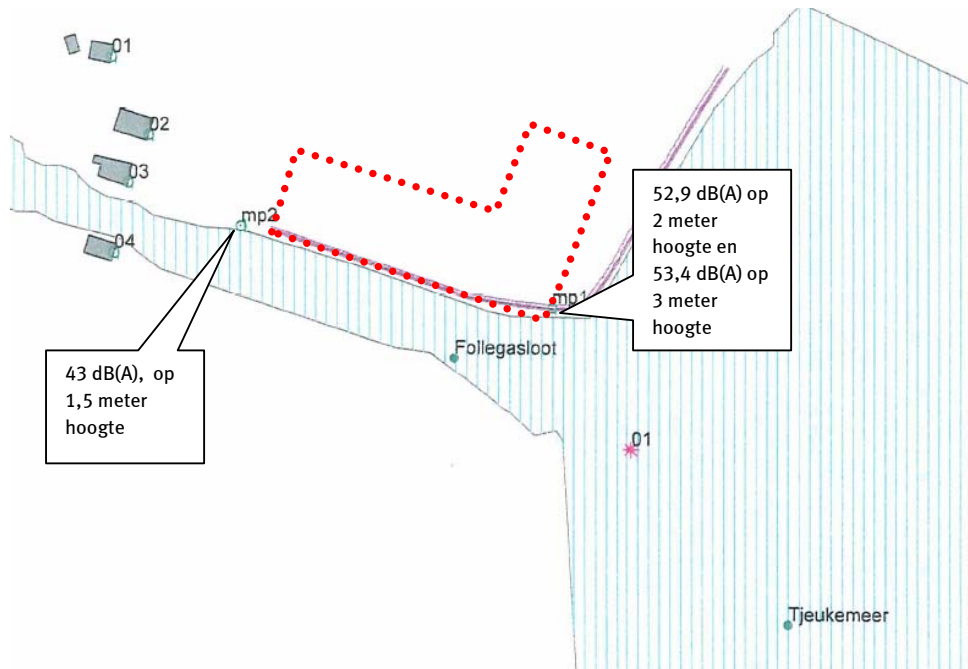 01
02
03
mp2
04
52,9 dB(A) op
2 meter
hoogte en
53,4 dB(A) op
3 meter
hoogte
mp1
Follegasloot
43 dB(A), op
1,5 meter
hoogte
01
Tjeukemeer